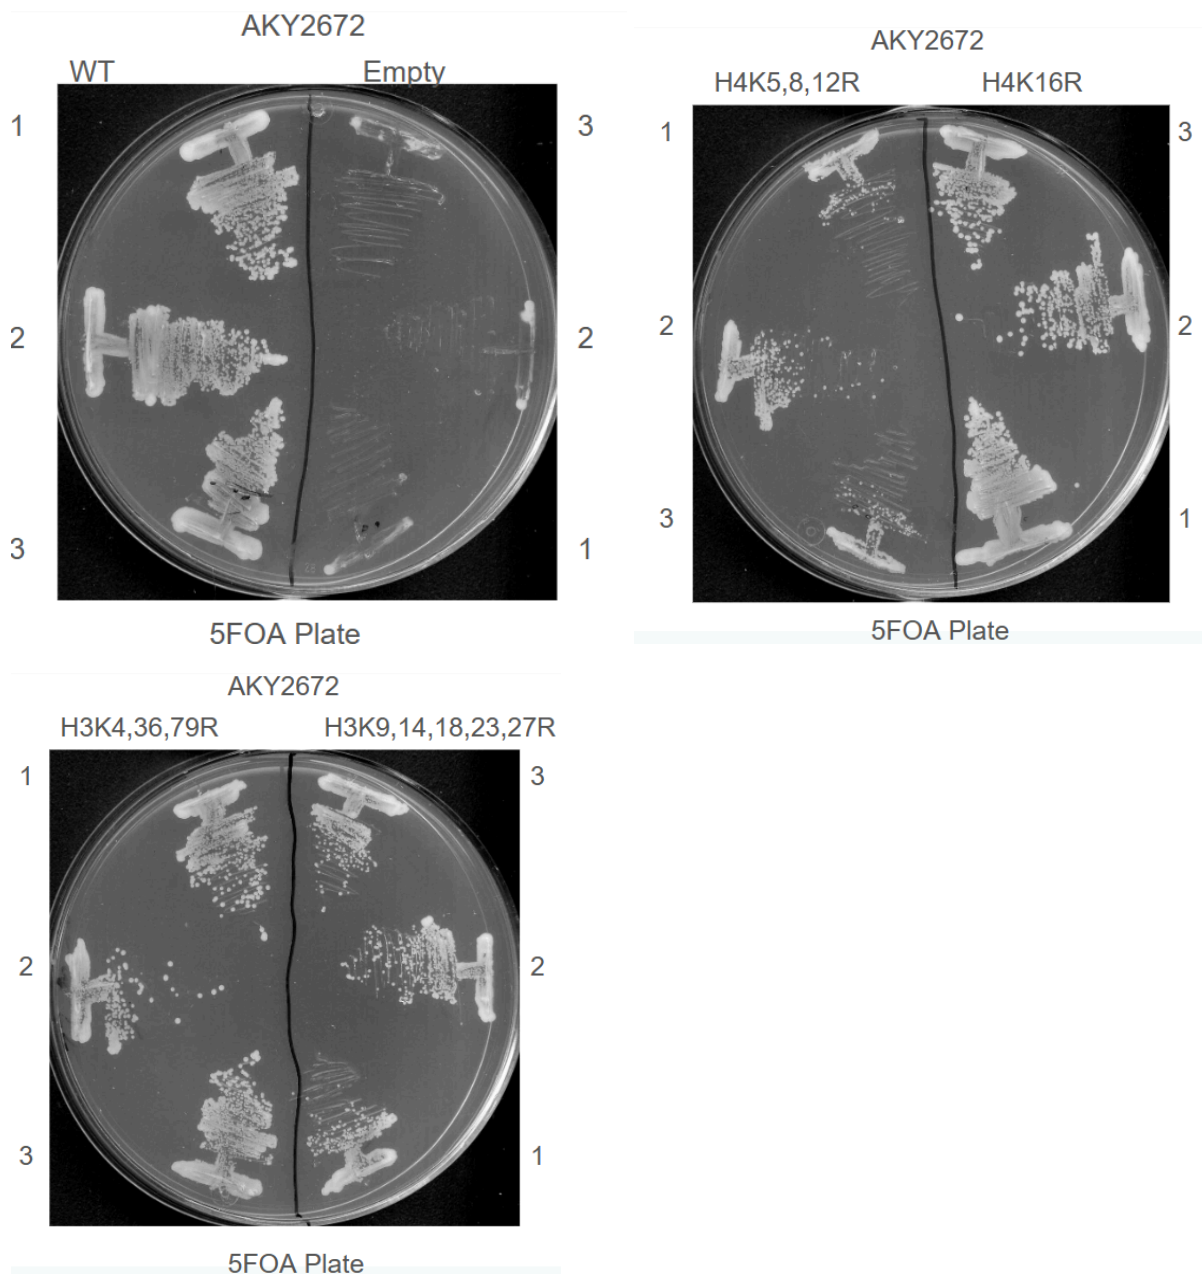 AKY2672
WT Empty
1 3
2 2
3 1
5FOA Plate
AKY2672
H4K5,8,12R H4K16R
1 3
2 2
3 1
5FOA Plate
AKY2672
H3K4,36,79R H3K9,14,18,23,27R
1 3
2 2
3 1
5FOA Plate